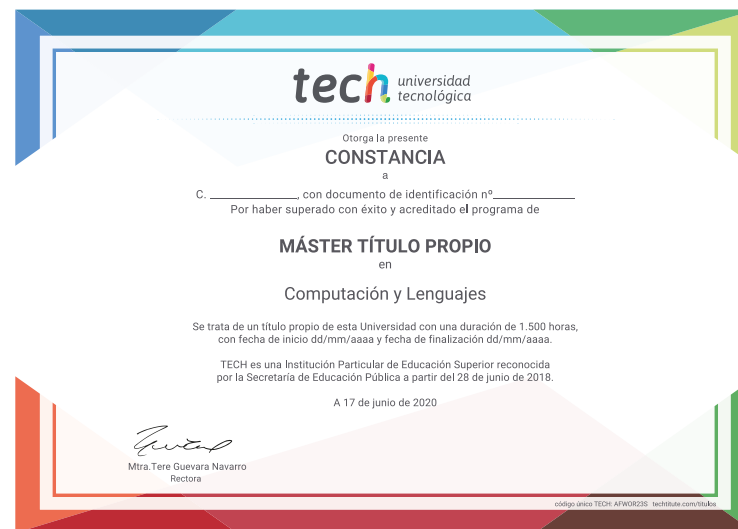 tech universidad
tecnológica
Otorga la presente
CONSTANCIA
a
C. ______________, con documento de identificación nº_____________
Por haber superado con éxito y acreditado el programa de
MÁSTER TÍTULO PROPIO
en
Computación y Lenguajes
Se trata de un título propio de esta Universidad con una duración de 1.500 horas,
con fecha de inicio dd/mm/aaaa y fecha de finalización dd/mm/aaaa.
TECH es una Institución Particular de Educación Superior reconocida
por la Secretaría de Educación Pública a partir del 28 de junio de 2018.
A 17 de junio de 2020
Mtra.Tere Guevara Navarro
Rectora
código único TECH: AFWOR23S techtitute.com/titulos